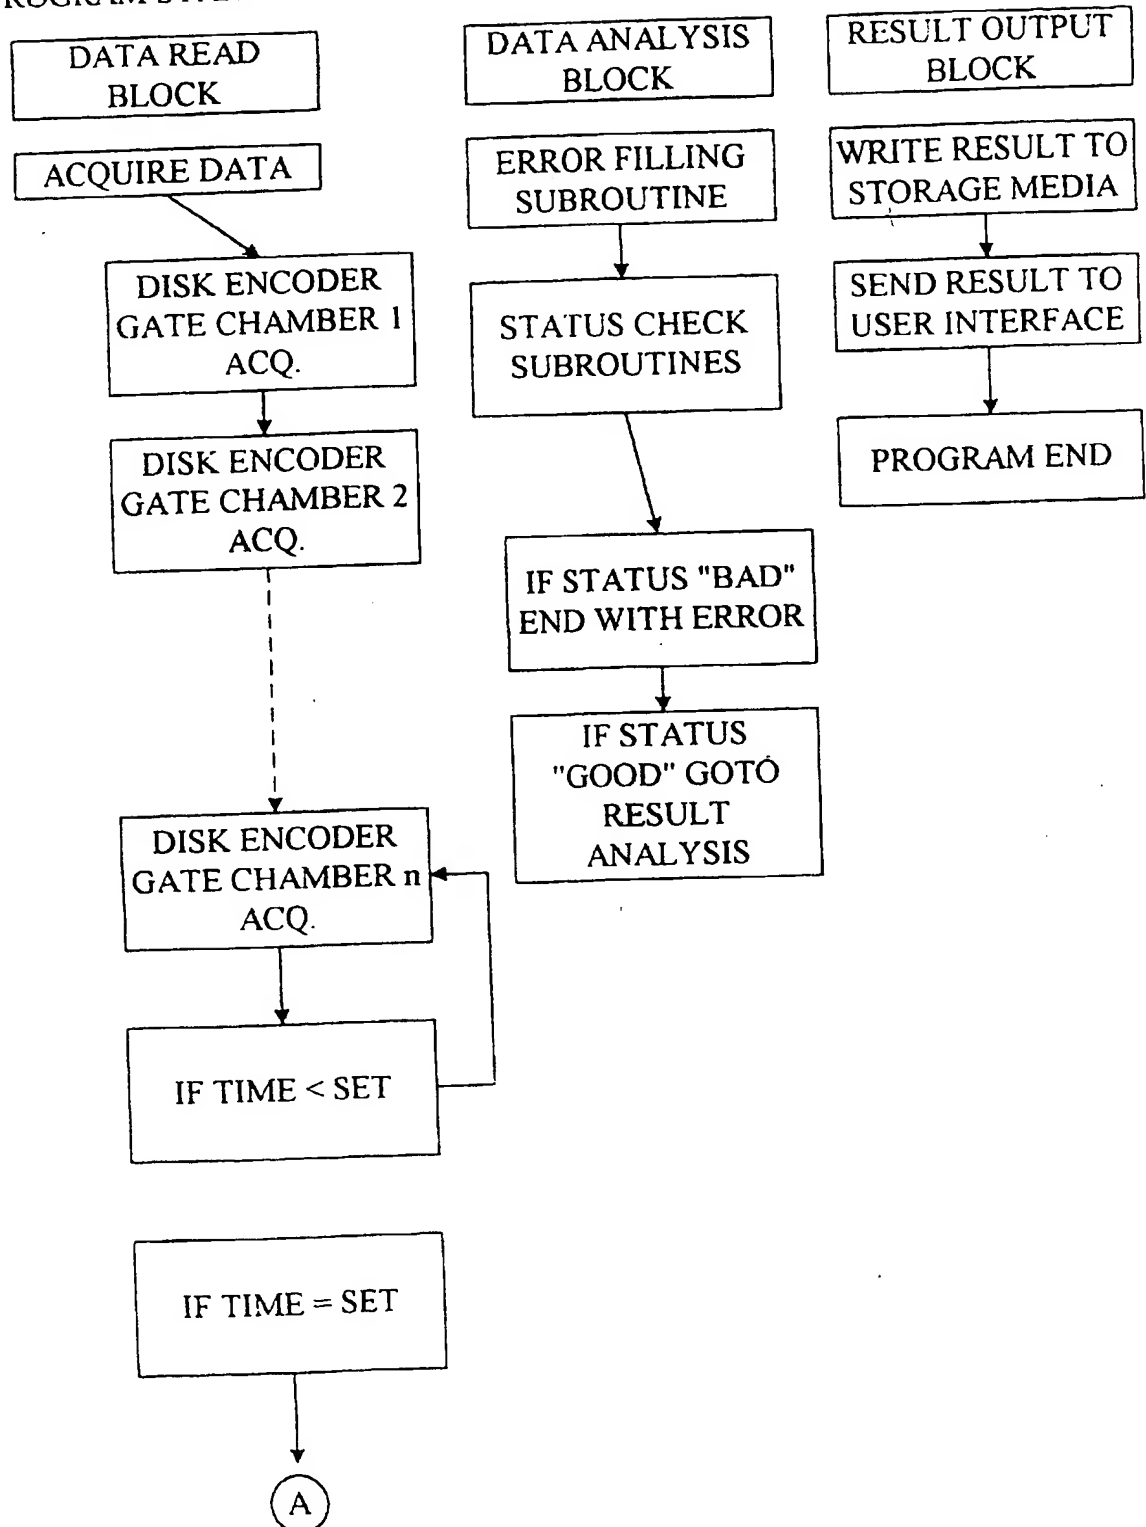 DATA READ
BLOCK
ACQUIRE DATA
DISK ENCODER
GATE CHAMBER 1
ACQ.
DISK ENCODER
GATE CHAMBER 2
ACQ.
DISK ENCODER
GATE CHAMBER n
ACQ.
IF TIME < SET
IF TIME = SET
A
DATA ANALYSIS
BLOCK
ERROR FILLING
SUBROUTINE
STATUS CHECK
SUBROUTINES
IF STATUS "BAD"
END WITH ERROR
IF STATUS
"GOOD" GOTO
RESULT
ANALYSIS
RESULT OUTPUT
BLOCK
WRITE RESULT TO
STORAGE MEDIA
SEND RESULT TO
USER INTERFACE
PROGRAM END